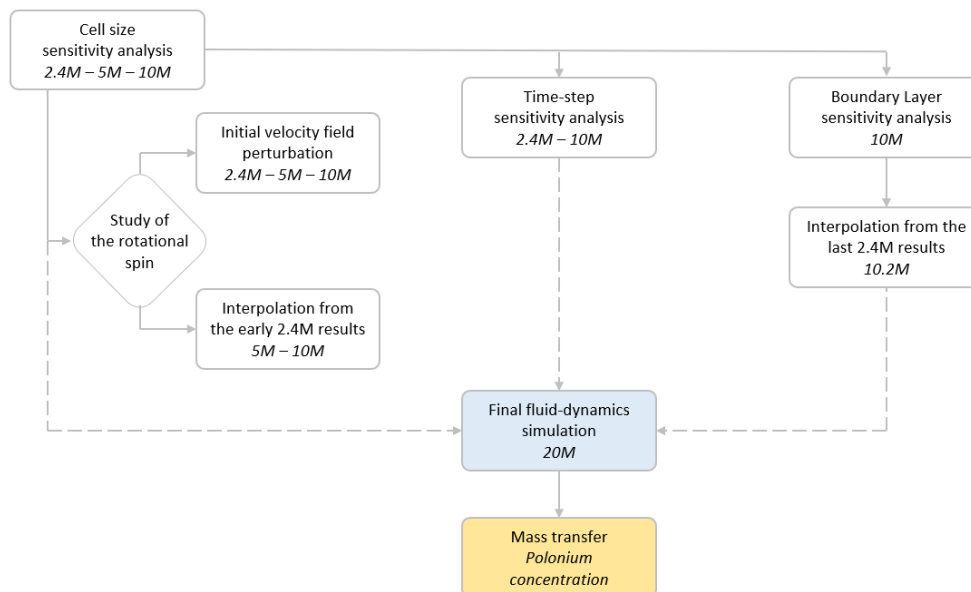 Cell size
sensitivity analysis
2.4M – 5M – 10M
Time-step
sensitivity analysis
2.4M – 10M
Boundary Layer
sensitivity analysis
10M
Initial velocity field
perturbation
2.4M – 5M – 10M
Study of
the rotational
spin
Interpolation from the
last 2.4M results
10.2M
Interpolation from
the early 2.4M results
5M – 10M
Final fluid-dynamics
simulation
20M
Mass transfer
Polonium
concentration